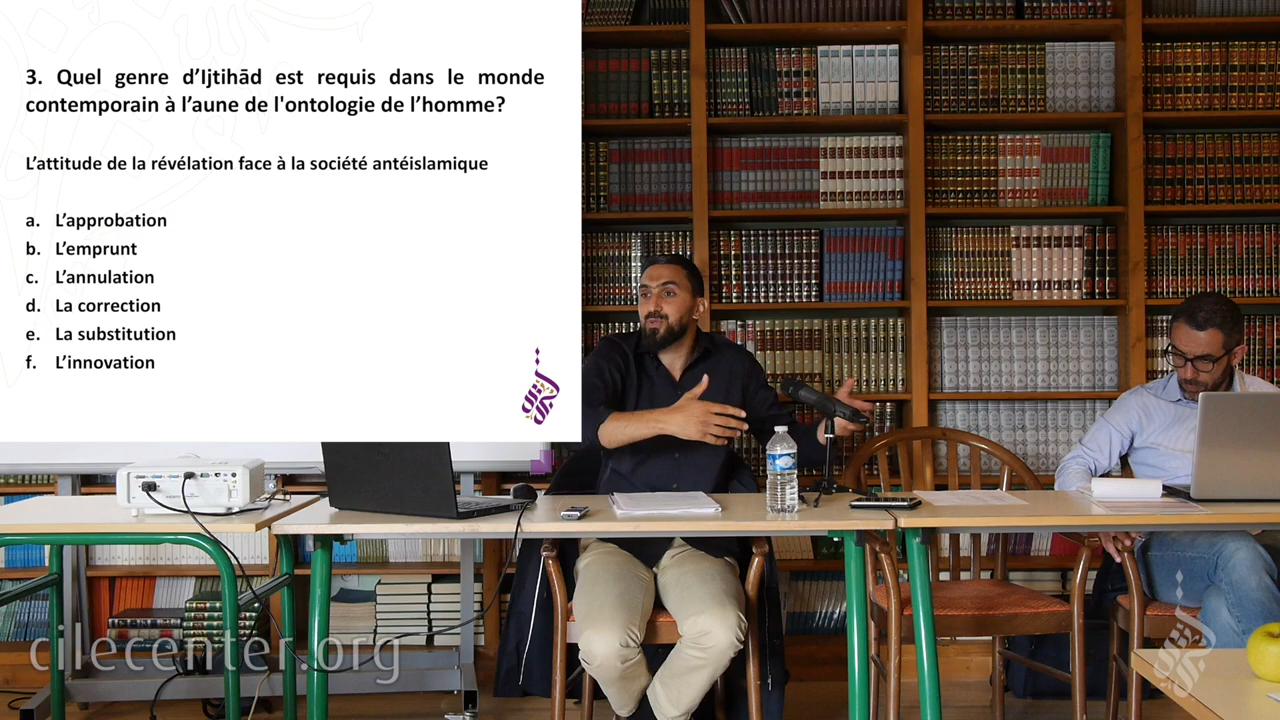 3. Quel genre d’Ijtihād est requis dans le monde
contemporain à l’aune de l'ontologie de l’homme?
L’attitude de la révélation face à la société antéislamique
a. L’approbation
b. L’emprunt
c. L’annulation
d. La correction
e. La substitution
f. L’innovation
cilecenter.org